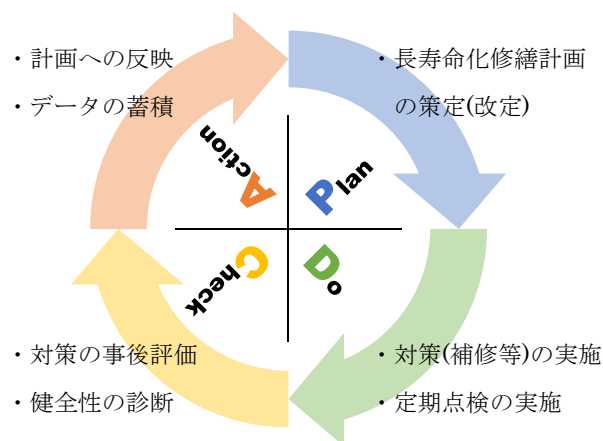 ・計画への反映
・データの蓄積
・長寿命化修繕計画
の策定(改定)
Action
Plan
Check
Do
・対策の事後評価
・健全性の診断
・対策(補修等)の実施
・定期点検の実施